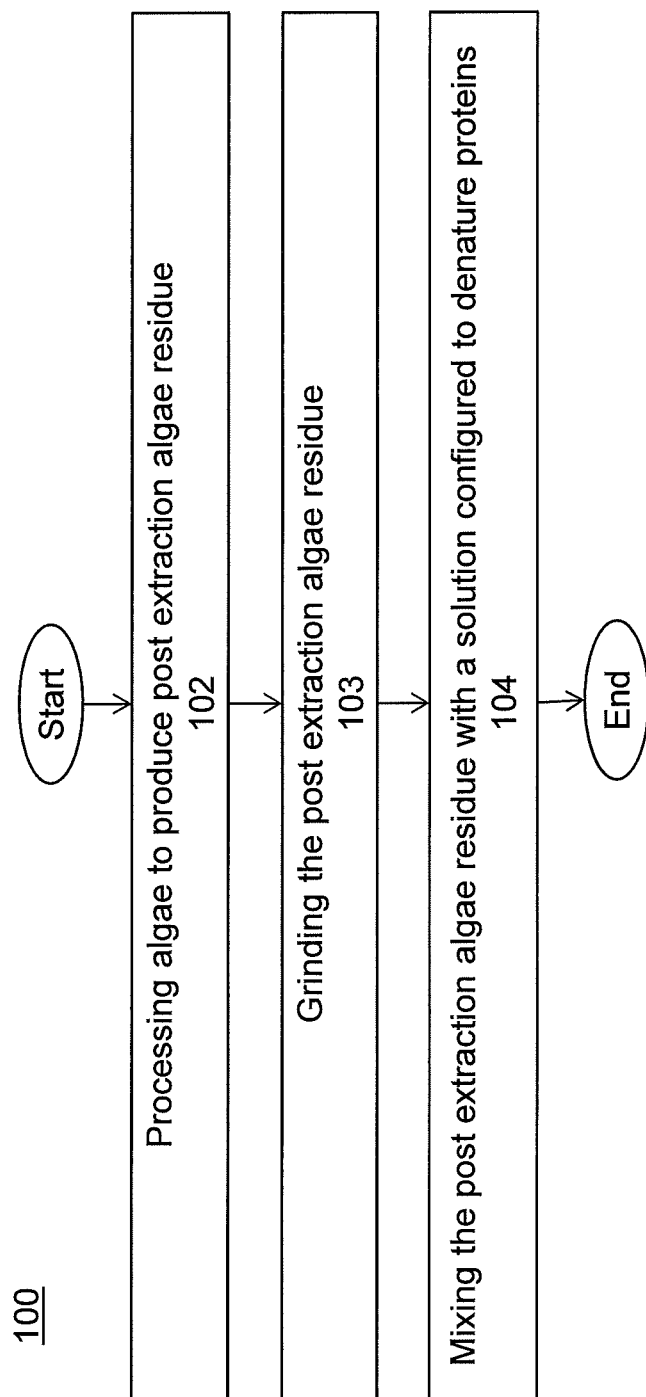 100
Start
Processing algae to produce post extraction algae residue
102
Grinding the post extraction algae residue
103
Mixing the post extraction algae residue with a solution configured to denature proteins
104
End